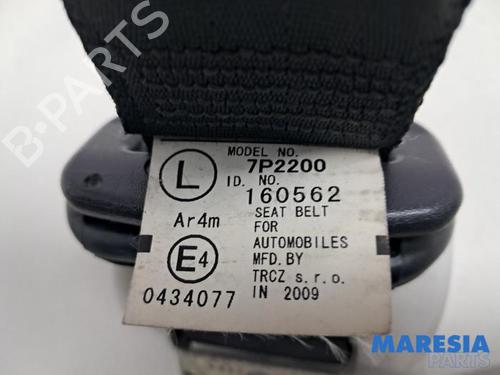 MODEL NO.
L
7P2200
ID. NO.
160562
Ar4m
SEAT BELT
FOR
AUTOMOBILES
E4
MFD. BY
TRCZ s.r.o.
0434077
IN 2009
B-PARTS
MARESIA
PARTS